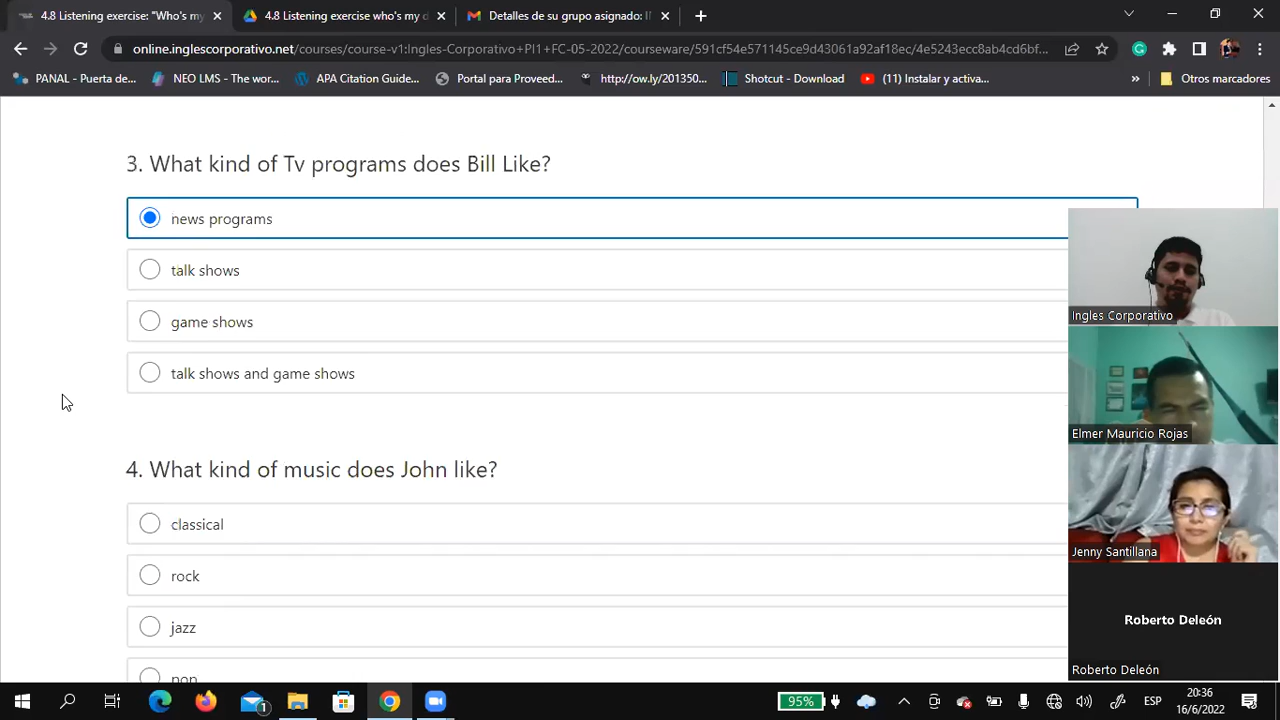 4.8 Listening exercise: "Who's my
4.8 Listening exercise who's my d
Detalles de su grupo asignado: I
online.inglescorporativo.net/courses/course-v1:Ingles-Corporativo+PI1+FC-05-2022/courseware/591cf54e571145ce9d43061a92af18ec/4e5243ecc8ab4cd6bf...
PANAL - Puerta de...
NEO LMS - The wor...
APA Citation Guide...
Portal para Proveed...
http://ow.ly/201350...
Shotcut - Download
(11) Instalar y activa...
»
Otros marcadores
3. What kind of Tv programs does Bill Like?
news programs
talk shows
game shows
talk shows and game shows
4. What kind of music does John like?
classical
rock
jazz
pop
Ingles Corporativo
Elmer Mauricio Rojas
Jenny Santillana
Roberto Deleón
Roberto Deleón
1
95%
ESP
20:36
16/6/2022